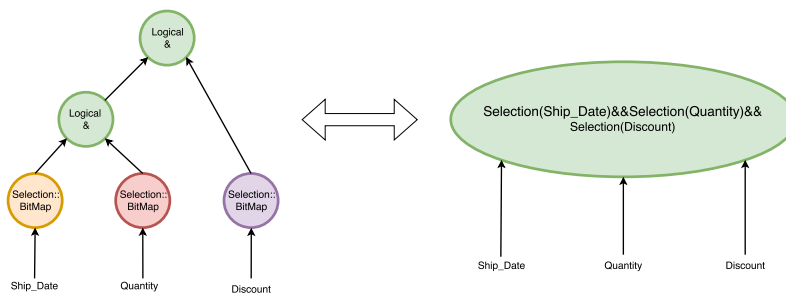 Logical
&
Logical
&
Selection::
BitMap
Selection::
BitMap
Selection::
BitMap
Ship_Date
Quantity
Discount
Selection(Ship_Date)&&Selection(Quantity)&&
Selection(Discount)
Ship_Date
Quantity
Discount